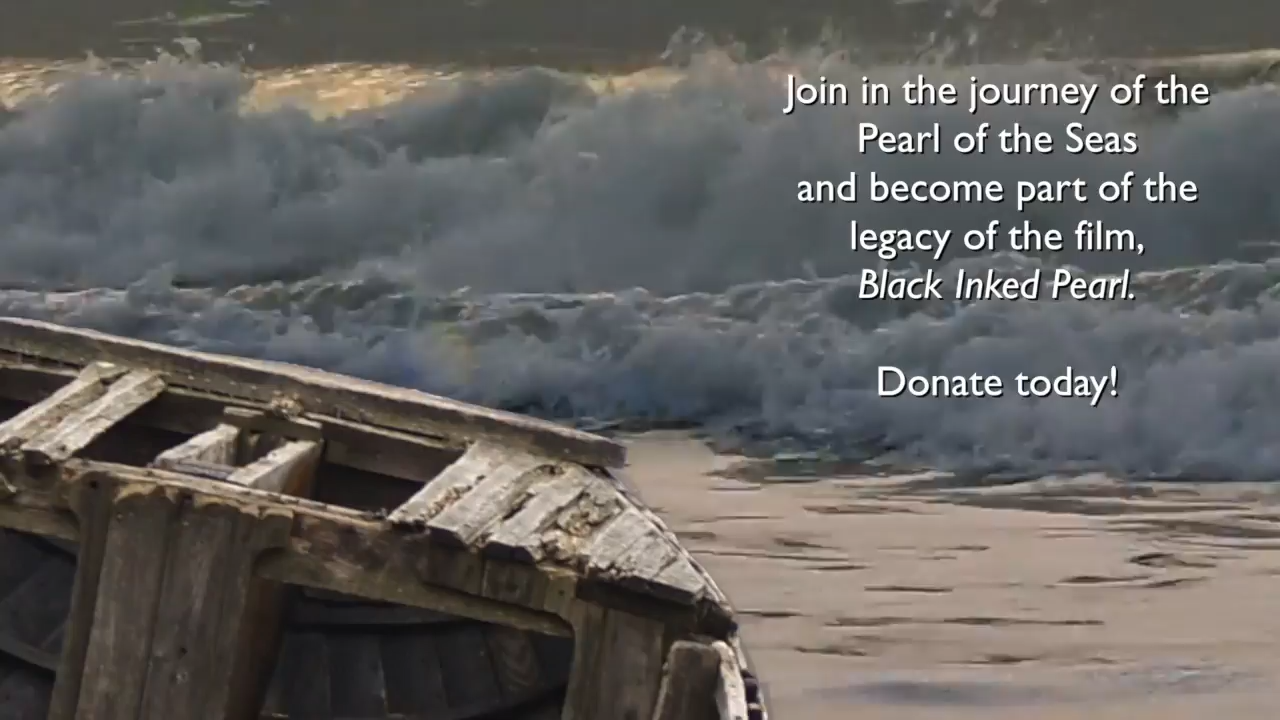 Join in the journey of the
Pearl of the Seas
and become part of the
legacy of the film,
Black Inked Pearl.
Donate today!